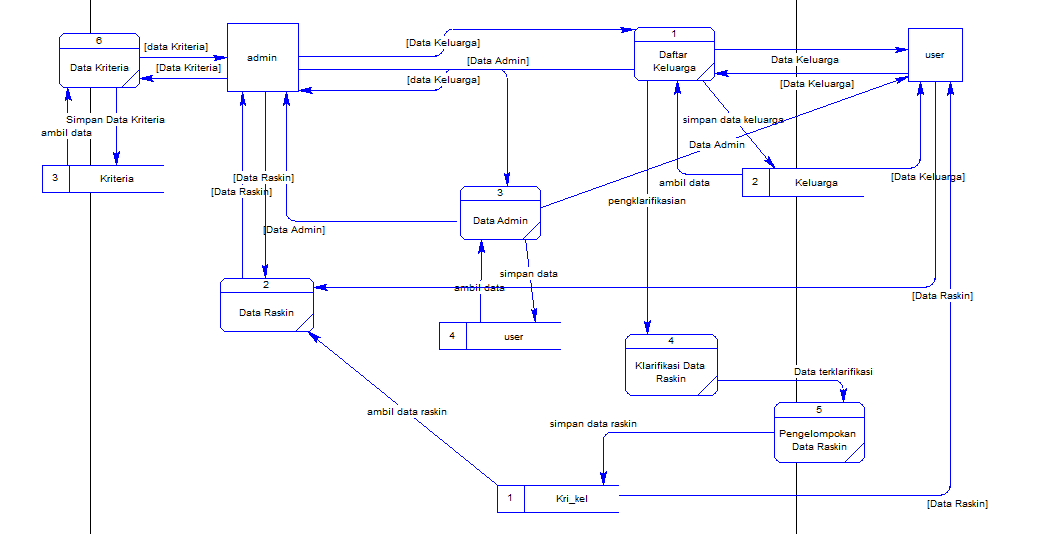 6
Data Kriteria
[data Kriteria]
[Data Kriteria]
admin
[Data Keluarga]
[Data Admin]
[data Keluarga]
1
Daftar
Keluarga
Data Keluarga
[Data Keluarga]
user
Simpan Data Kriteria
ambil data
3
Kriteria
[Data Raskin]
[Data Raskin]
[Data Admin]
simpan data keluarga
Data Admin
ambil data
2
Keluarga
[Data Keluarga]
pengklarifikasian
3
Data Admin
simpan data
ambil data
2
Data Raskin
[Data Raskin]
4
user
4
Klarifikasi Data
Raskin
Data terklarifikasi
5
Pengelompokan
Data Raskin
ambil data raskin
simpan data raskin
1
Kri_kel
[Data Raskin]